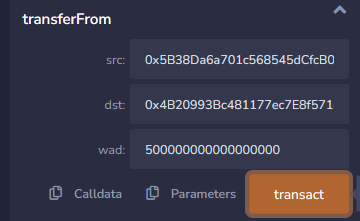 transferFrom
src: 0x5B38Da6a701c568545dCfcB0
dst: 0x4B20993Bc481177ec7E8f571
wad: 500000000000000000
Calldata Parameters transact